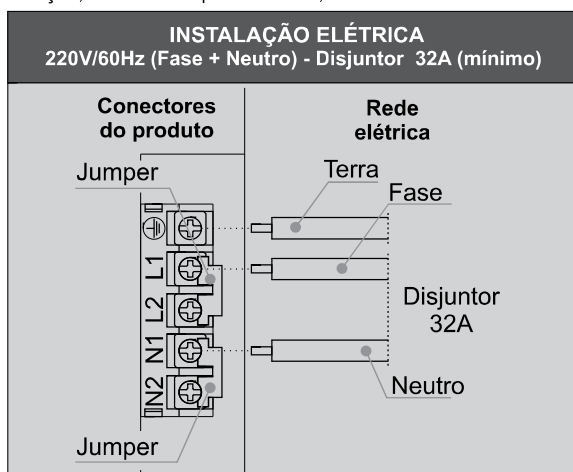 INSTALAÇÃO ELÉTRICA
220V/60Hz (Fase + Neutro) - Disjuntor 32A (mínimo)
Conectores
do produto
Rede
elétrica
Jumper
Terra
Fase
L1
L2
N1
N2
Disjuntor
32A
Neutro
Jumper